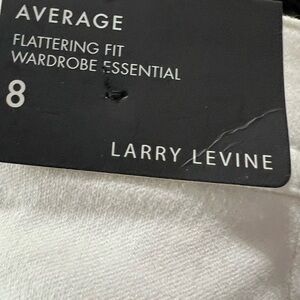 AVERAGE
FLATTERING FIT
WARDROBE ESSENTIAL
8
LARRY LEVINE